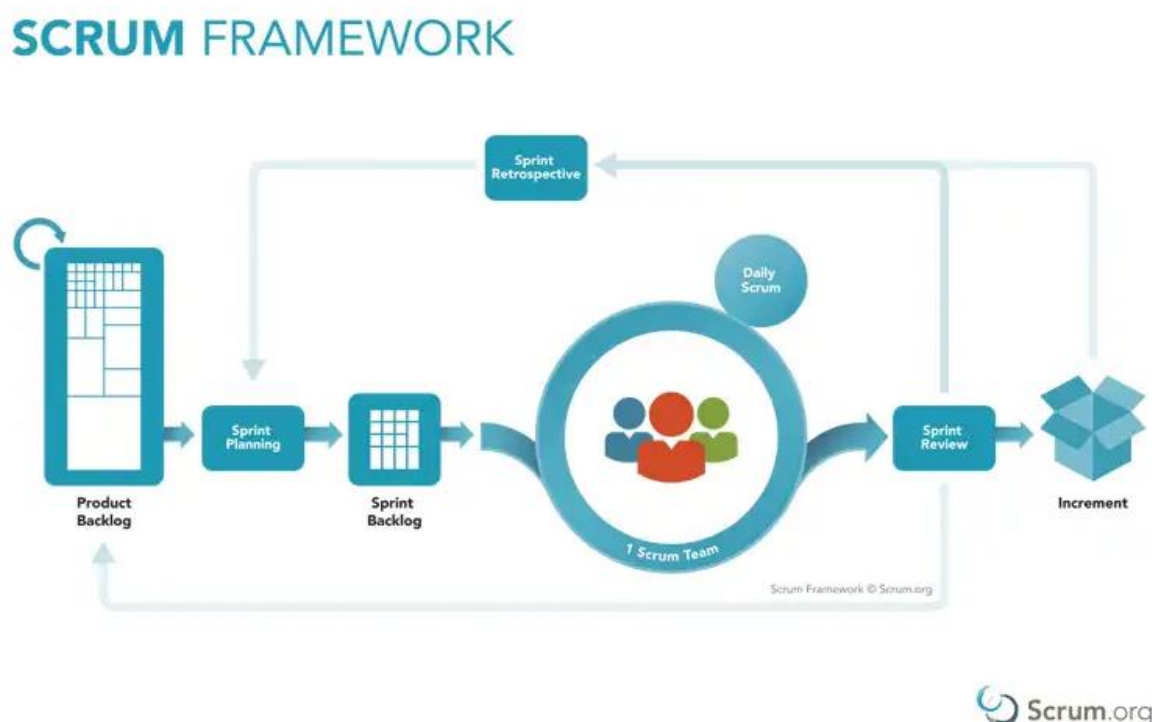 SCRUM FRAMEWORK
Sprint
Retrospective
Daily
Scrum
Sprint
Planning
Sprint
Review
Product
Backlog
Sprint
Backlog
Increment
1 Scrum Team
Scrum Framework © Scrum.org
Scrum.org